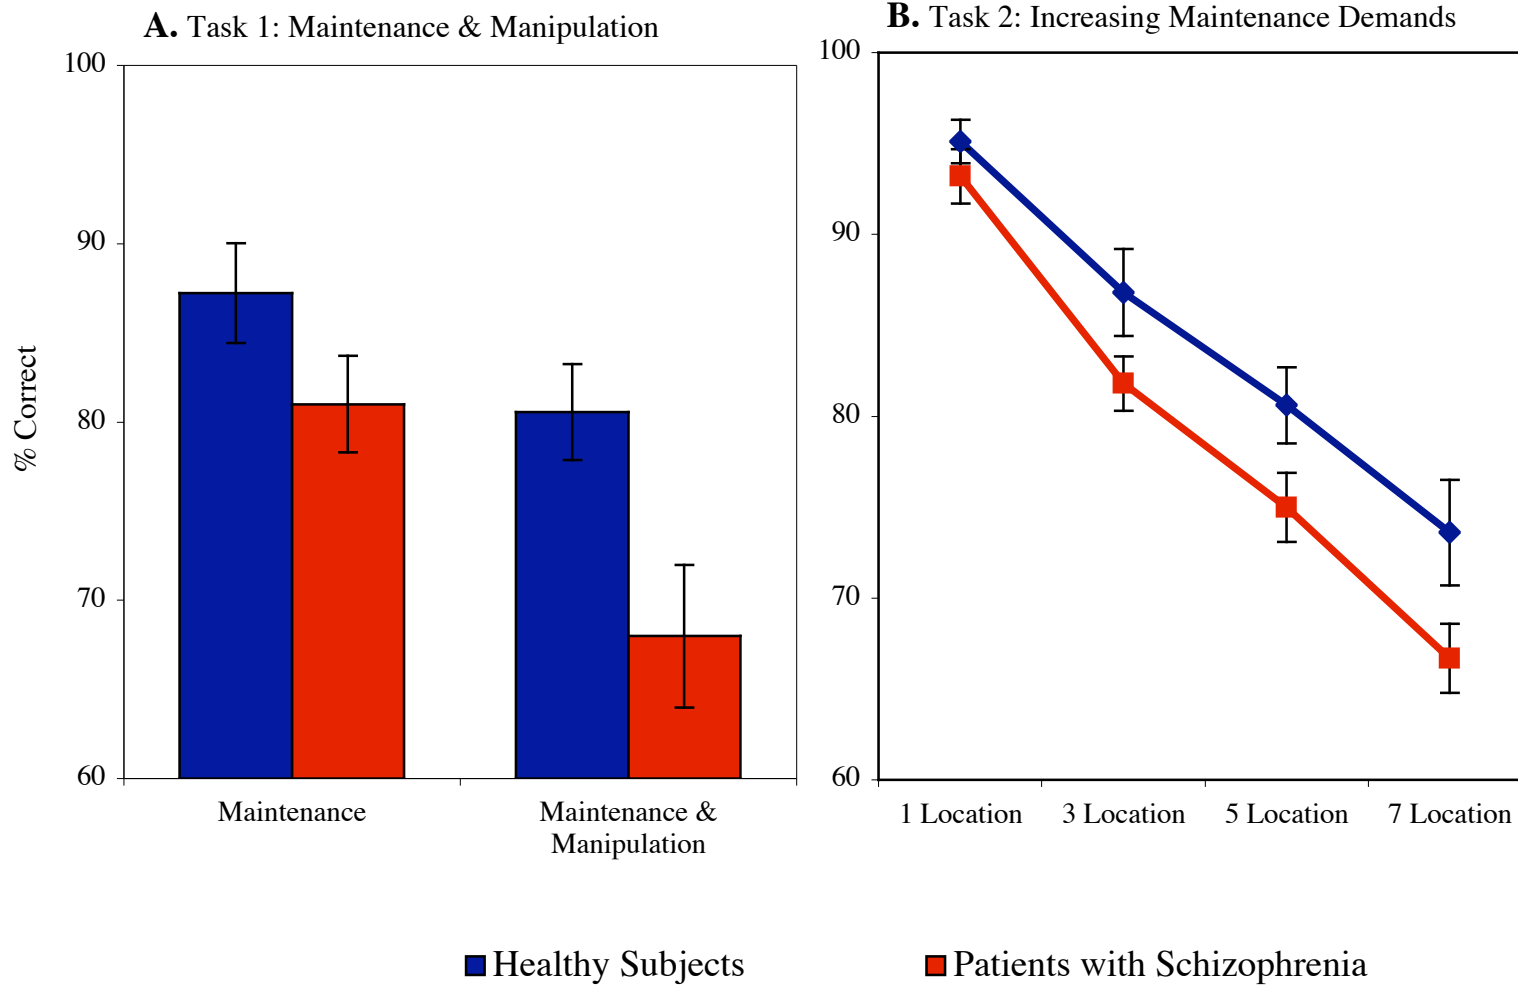 A. Task 1: Maintenance & Manipulation
100
90
80
70
60
% Correct
Maintenance
Maintenance &
Manipulation
B. Task 2: Increasing Maintenance Demands
100
90
80
70
60
1 Location
3 Location
5 Location
7 Location
Healthy Subjects
Patients with Schizophrenia